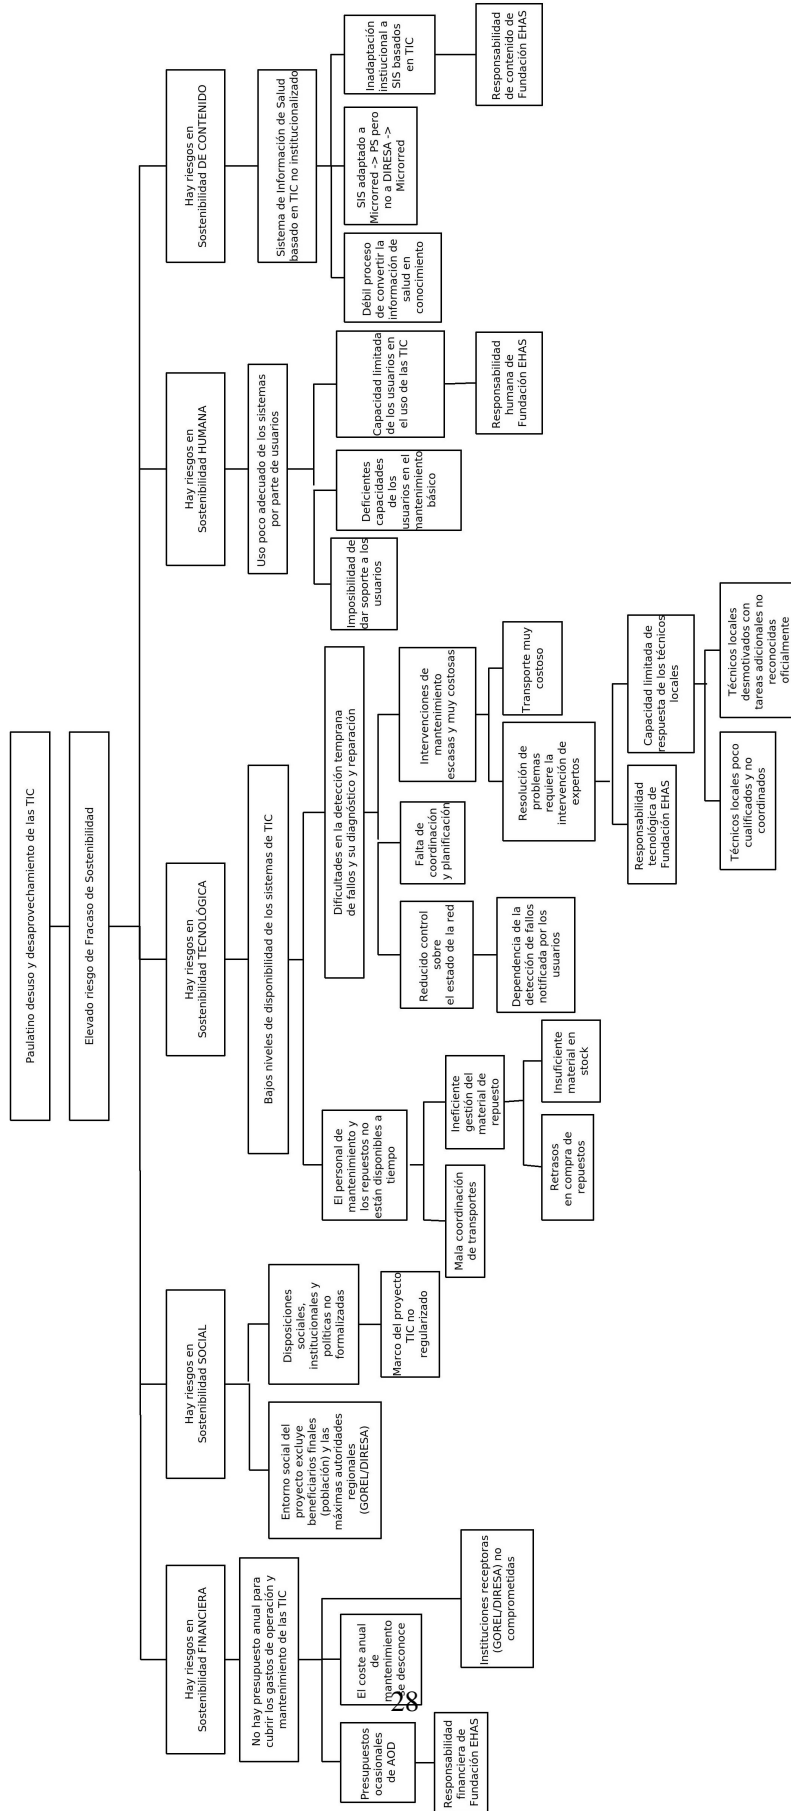 Paulatino desuso y desaprovechamiento de las TIC
Elevado riesgo de Fracaso de Sostenibilidad
Hay riesgos en
Sostenibilidad FINANCIERA
No hay presupuesto anual para
cubrir los gastos de operación y
mantenimiento de las TIC
Presupuestos
ocasionales
de AOD
Responsabilidad
financiera de
Fundación EHAS
El coste anual
de
mantenimiento
se desconoce
Instituciones receptoras
(GOREL/DIRESA) no
comprometidas
Hay riesgos en
Sostenibilidad SOCIAL
Entorno social del
proyecto excluye
beneficiarios finales
(población) y las
máximas autoridades
regionales
(GOREL/DIRESA)
Disposiciones
sociales,
institucionales y
políticas no
formalizadas
Marco del proyecto
TIC no
regularizado
Hay riesgos en
Sostenibilidad TECNOLÓGICA
Bajos niveles de disponibilidad de los sistemas de TIC
El personal de
mantenimiento y
los repuestos no
están disponibles a
tiempo
Mala coordinación
de transportes
Ineficiente
gestión del
material de
repuesto
Retrasos
en compra de
repuestos
Insuficiente
material en
stock
Dificultades en la detección temprana
de fallos y su diagnóstico y reparación
Reducido control
sobre
el estado de la red
Dependencia de la
detección de fallos
notificada por los
usuarios
Falta de
coordinación
y planificación
Intervenciones de
mantenimiento
escasas y muy costosas
Resolución de
problemas
requiere la
intervención de
expertos
Transporte muy
costoso
Responsabilidad
tecnológica de
Fundación EHAS
Capacidad limitada de
respuesta de los técnicos
locales
Técnicos locales poco
cualificados y no
coordinados
Técnicos locales
desmotivados con
tareas adicionales no
reconocidas
oficialmente
Hay riesgos en
Sostenibilidad HUMANA
Uso poco adecuado de los sistemas
por parte de usuarios
Imposibilidad de
dar soporte a los
usuarios
Deficientes
capacidades
de los
usuarios en el
mantenimiento
básico
Capacidad limitada
de los usuarios en
el uso de las TIC
Responsabilidad
humana de
Fundación EHAS
Hay riesgos en
Sostenibilidad DE CONTENIDO
Sistema de Información de Salud
basado en TIC no institucionalizado
Débil proceso
de convertir la
información de
salud en
conocimiento
SIS adaptado a
Microrred -> PS pero
no a DIRESA ->
Microrred
Inadaptación
instiucional a
SIS basados
en TIC
Responsabilidad
de contenido de
Fundación EHAS
28